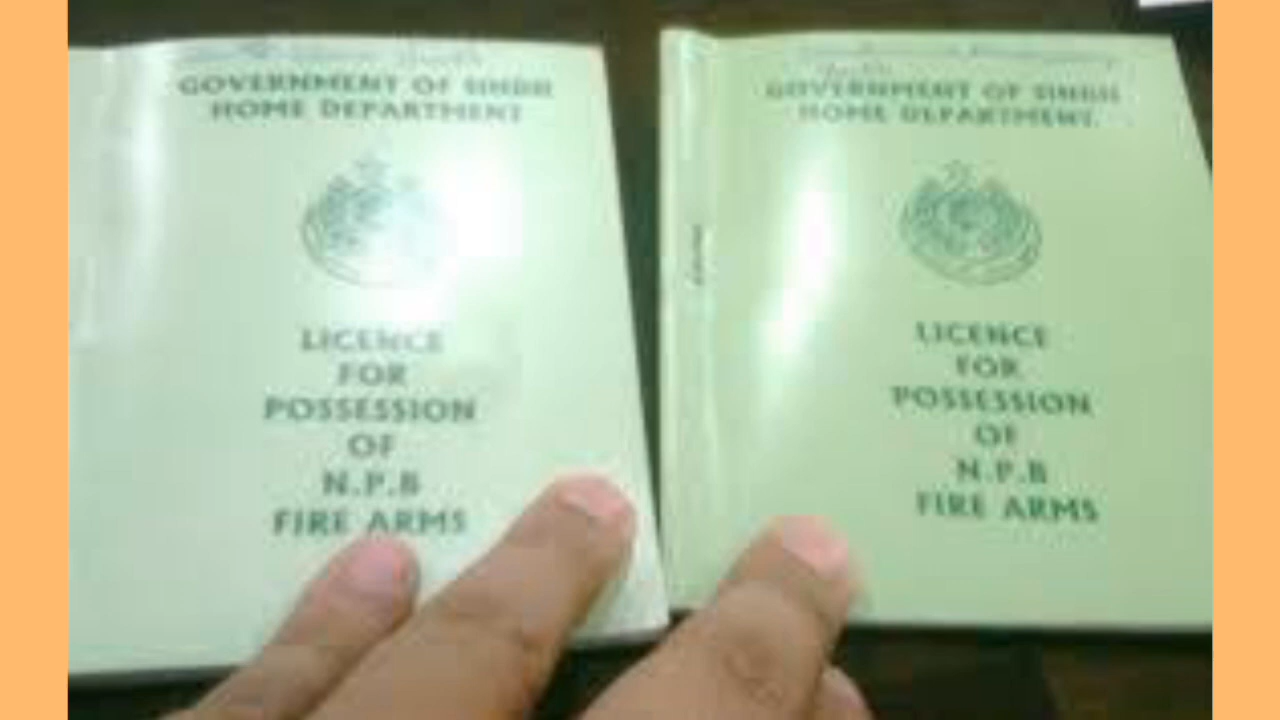 GOVERNMENT OF SINDH
HOME DEPARTMENT
LICENCE
FOR
POSSESSION
OF
N.P.B
FIRE ARMS
GOVERNMENT OF SINDH
HOME DEPARTMENT.
LICENCE
FOR
POSSESSION
OF
N.P.B
FIRE ARMS